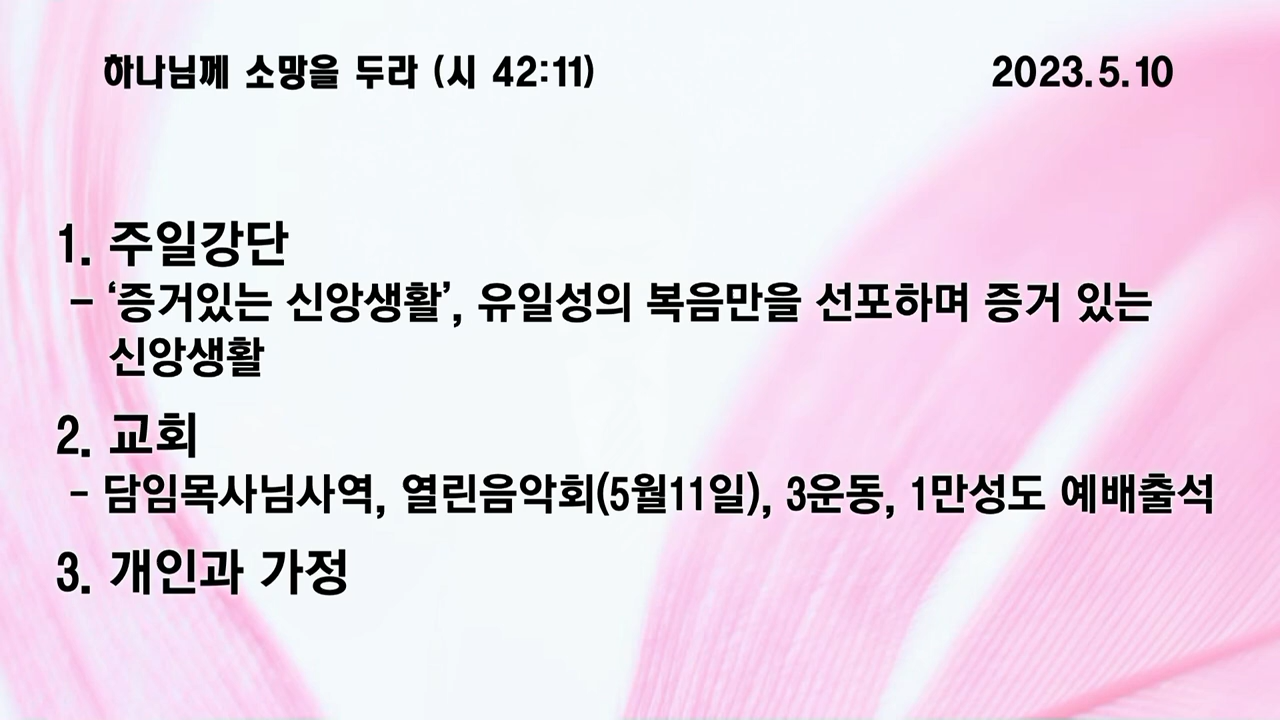 하나님께 소망을 두라 (시 42:11)
2023.5.10
1. 주일강단
- ‘증거있는 신앙생활’, 유일성의 복음만을 선포하며 증거 있는
신앙생활
2. 교회
- 담임목사님사역, 열린음악회(5월11일), 3운동, 1만성도 예배출석
3. 개인과 가정